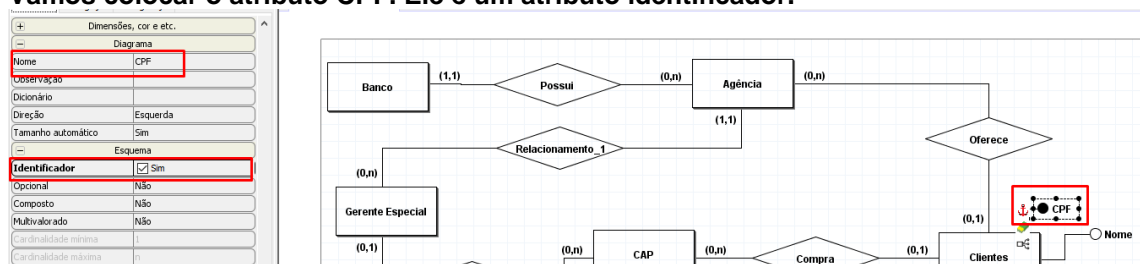 Vamos colocar o atributo CPF. Ele é um atributo identificador.
Dimensões, cor e etc.
Diagrama
Nome CPF
Observação
Dicionário
Direção Esquerda
Tamanho automático Sim
Esquema
Identificador Sim
Opcional Não
Composto Não
Multivalorado Não
Cardinalidade mínima 1
Cardinalidade máxima n
Banco (1,1) Possui (0,n) Agência (0,n)
(1,1)
Relacionamento_1
Oferece
(0,n)
Gerente Especial
CPF
(0,1)
Nome
(0,1) (0,n) CAP (0,n) Compra (0,1) Clientes